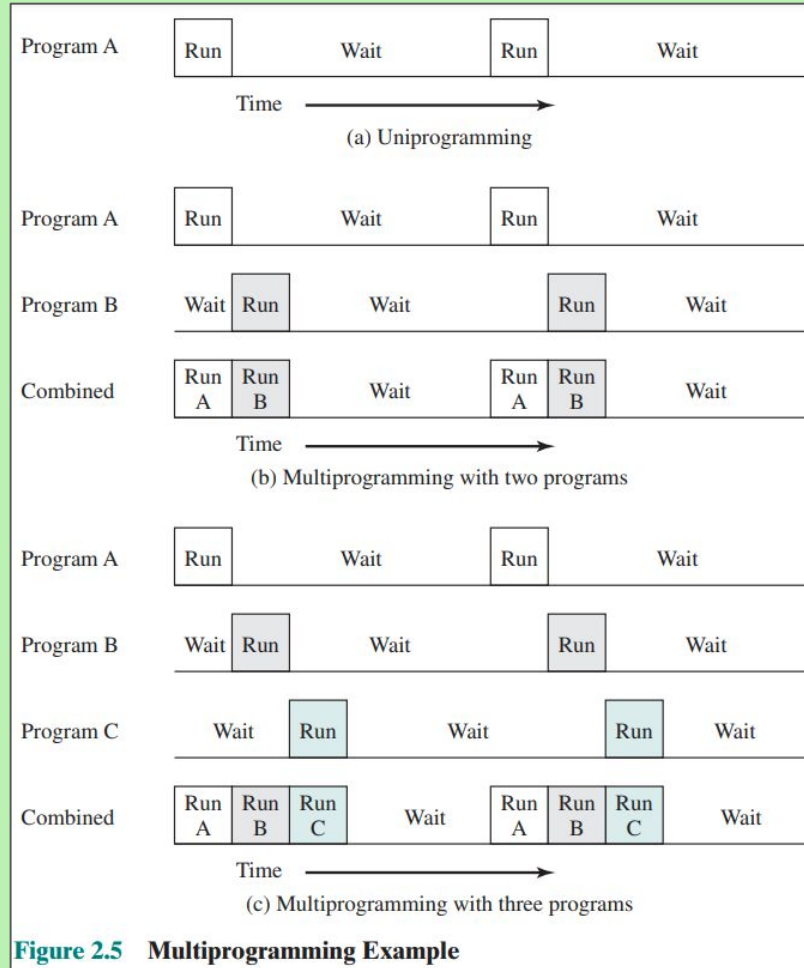 Program A Run Wait Run Wait
Time
(a) Uniprogramming
Program A Run Wait Run Wait
Program B Wait Run Wait Run Wait
Combined Run A Run B Wait Run A Run B Wait
Time
(b) Multiprogramming with two programs
Program A Run Wait Run Wait
Program B Wait Run Wait Run Wait
Program C Wait Run Wait Run Wait
Combined Run A Run B Run C Wait Run A Run B Run C Wait
Time
(c) Multiprogramming with three programs
Figure 2.5 Multiprogramming Example